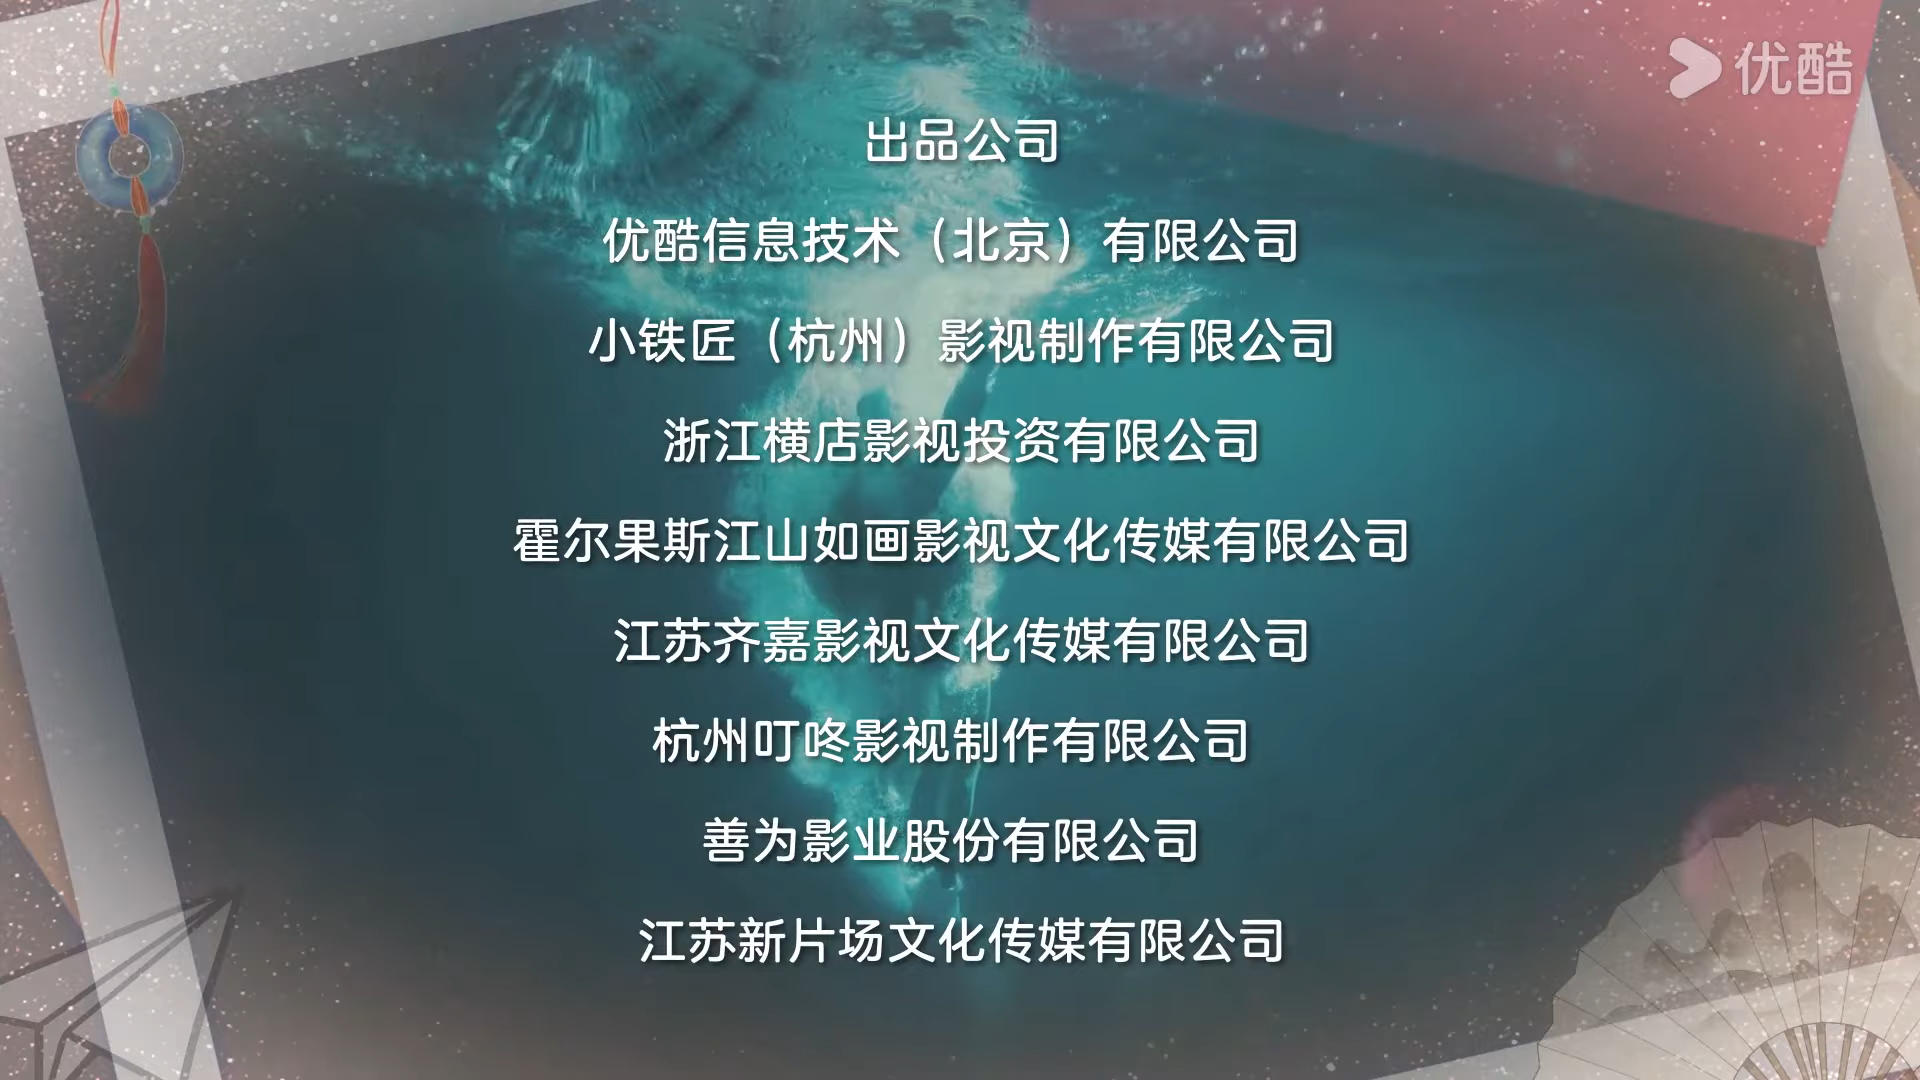 优酷
出品公司
优酷信息技术（北京）有限公司
小铁匠（杭州）影视制作有限公司
浙江横店影视投资有限公司
霍尔果斯江山如画影视文化传媒有限公司
江苏齐嘉影视文化传媒有限公司
杭州叮咚影视制作有限公司
善为影业股份有限公司
江苏新片场文化传媒有限公司